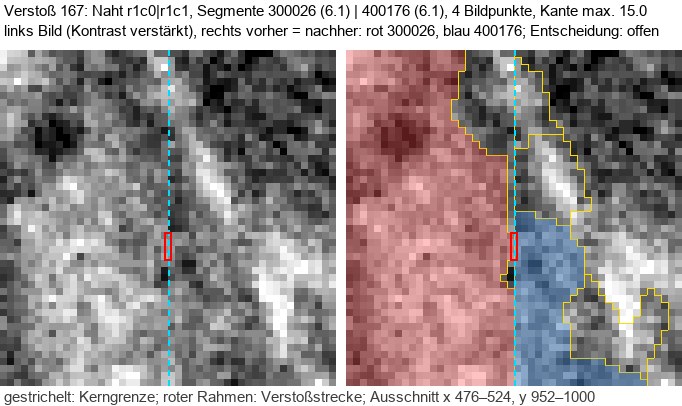 Verstoß 167: Naht r1c0|r1c1, Segmente 300026 (6.1) | 400176 (6.1), 4 Bildpunkte, Kante max. 15.0
links Bild (Kontrast verstärkt), rechts vorher = nachher: rot 300026, blau 400176; Entscheidung: offen
gestrichelt: Kerngrenze; roter Rahmen: Verstoßstrecke; Ausschnitt x 476–524, y 952–1000